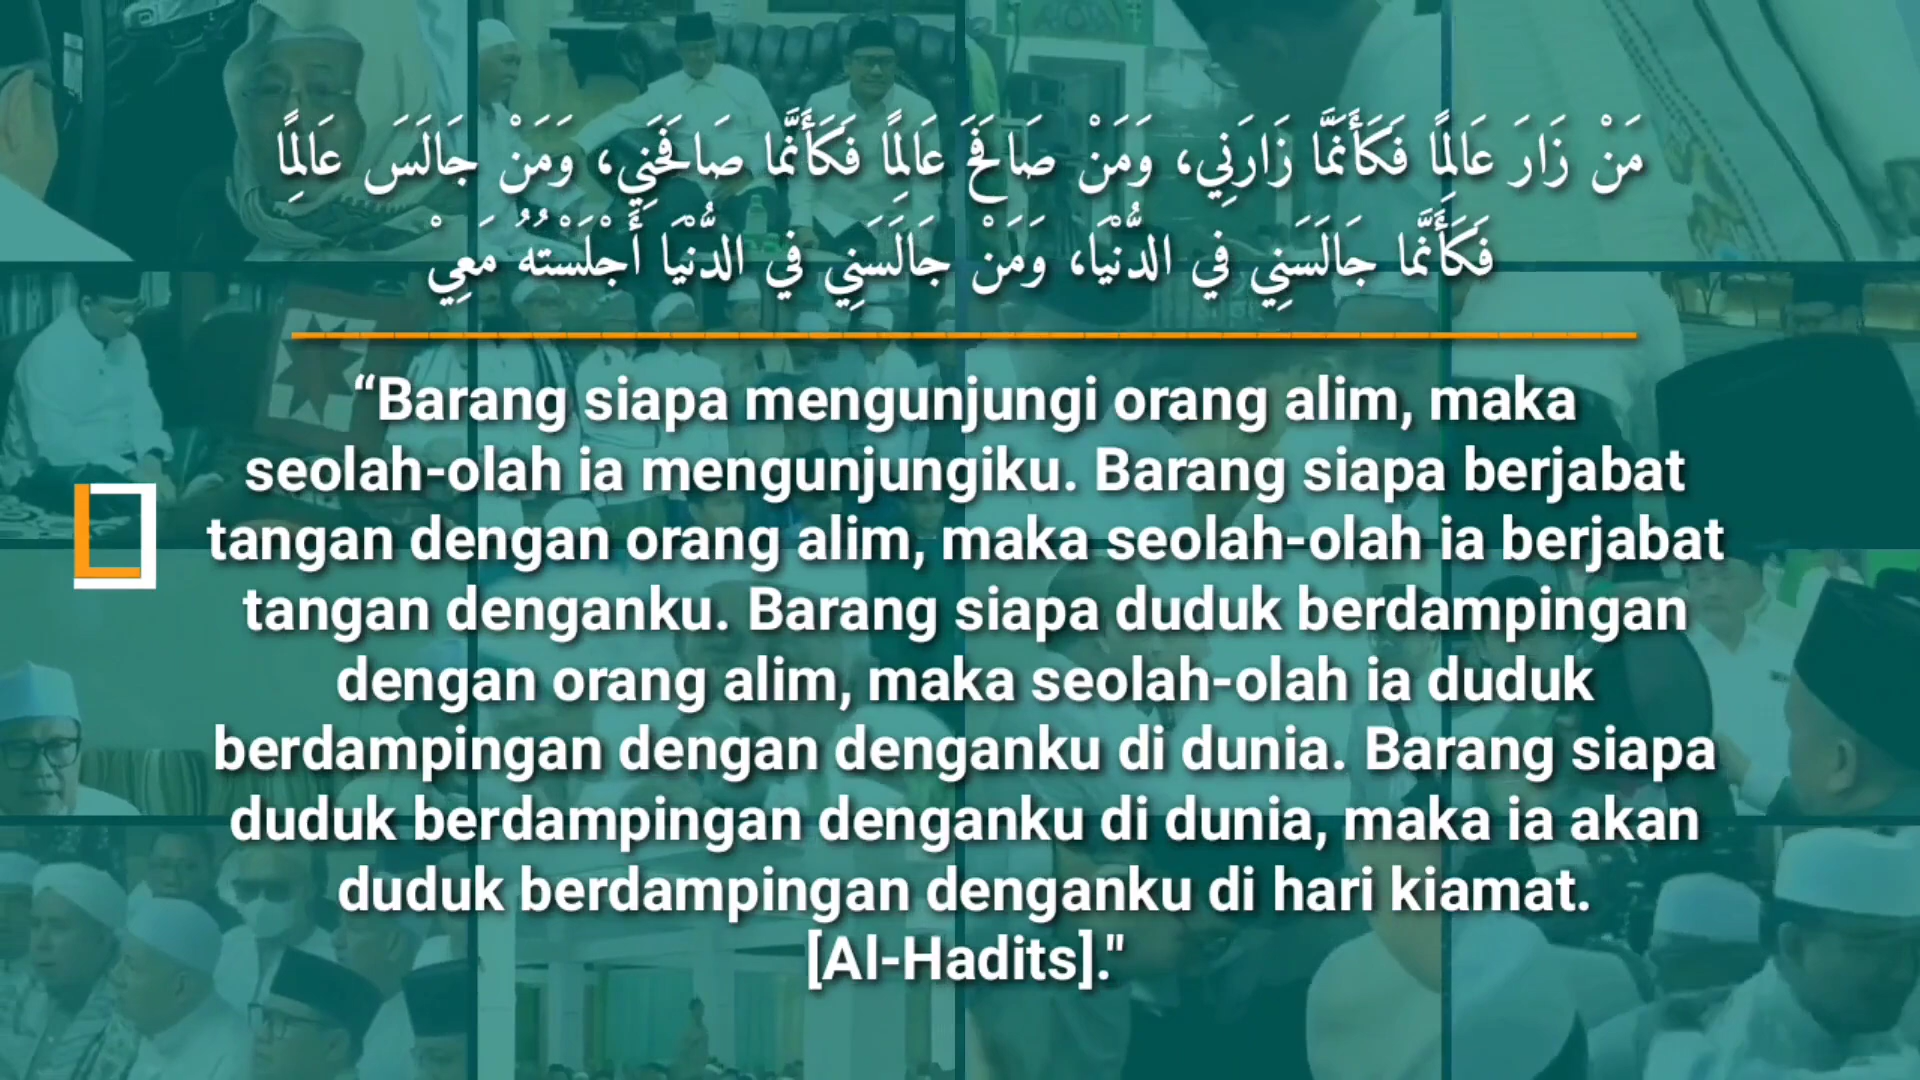 مَنْ زَارَ عَالِمًا فَكَأَنَّمَّا زَارَنِي، وَمَنْ صَافَحَ عَالِمًا فَكَأَنَّمَا صَافَحَنِي، وَمَنْ جَالَسَ عَالِمًا
فَكَأَنَّمَا جَالَسَنِي فِي الدُّنْيَا، وَمَنْ جَالَسَنِي فِي الدُّنْيَا أَجْلَسْتُهُ مَعِيْ
“Barang siapa mengunjungi orang alim, maka
seolah-olah ia mengunjungiku. Barang siapa berjabat
tangan dengan orang alim, maka seolah-olah ia berjabat
tangan denganku. Barang siapa duduk berdampingan
dengan orang alim, maka seolah-olah ia duduk
berdampingan dengan denganku di dunia. Barang siapa
duduk berdampingan denganku di dunia, maka ia akan
duduk berdampingan denganku di hari kiamat.
[Al-Hadits]."